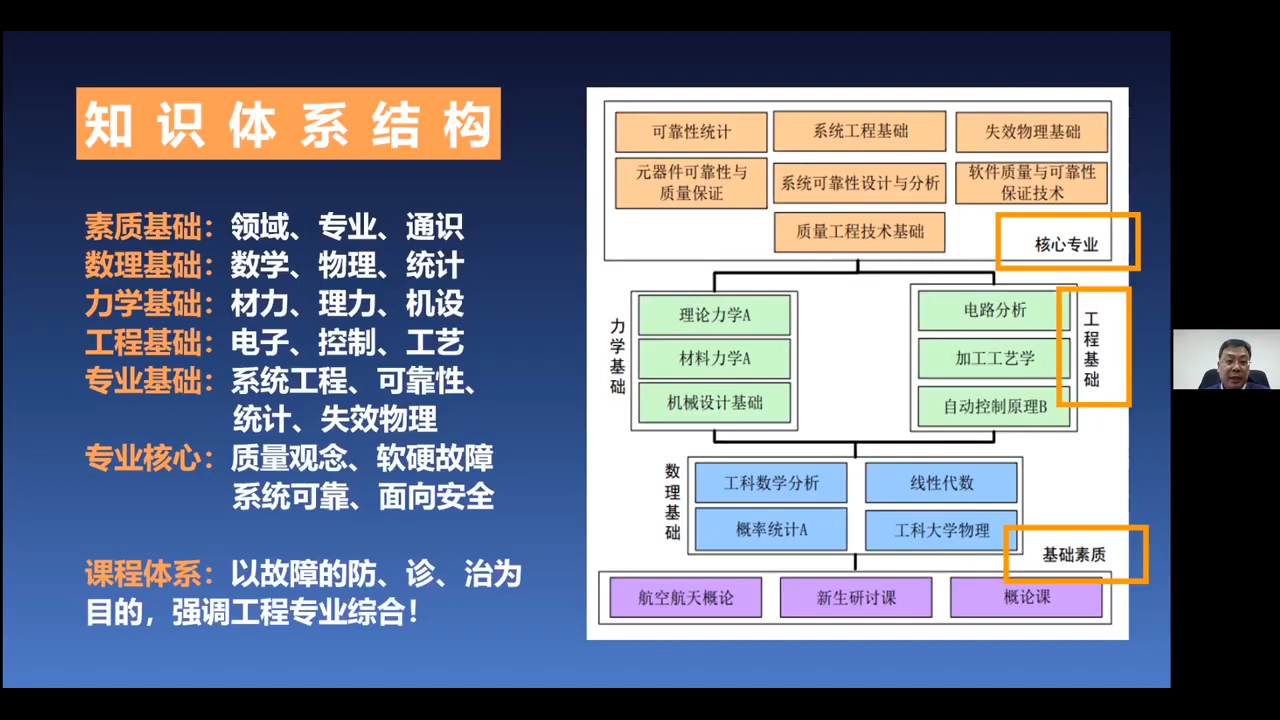 知识体系结构
素质基础：领域、专业、通识
数理基础：数学、物理、统计
力学基础：材力、理力、机设
工程基础：电子、控制、工艺
专业基础：系统工程、可靠性、
统计、失效物理
专业核心：质量观念、软硬故障
系统可靠、面向安全
课程体系：以故障的防、诊、治为
目的，强调工程专业综合！
可靠性统计
系统工程基础
失效物理基础
元器件可靠性与
质量保证
系统可靠性设计与分析
软件质量与可靠性
保证技术
质量工程技术基础
核心专业
力学基础
理论力学A
材料力学A
机械设计基础
电路分析
加工工艺学
自动控制原理B
工程基础
数理基础
工科数学分析
线性代数
概率统计A
工科大学物理
基础素质
航空航天概论
新生研讨课
概论课